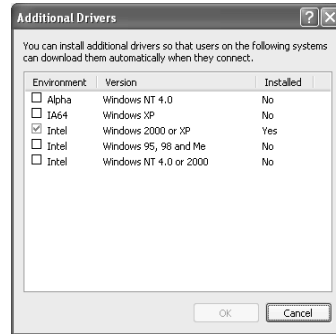 Additional Drivers
You can install additional drivers so that users on the following systems
can download them automatically when they connect.
Environment Version Installed
Alpha Windows NT 4.0 No
IA64 Windows XP No
Intel Windows 2000 or XP Yes
Intel Windows 95, 98 and Me No
Intel Windows NT 4.0 or 2000 No
OK Cancel